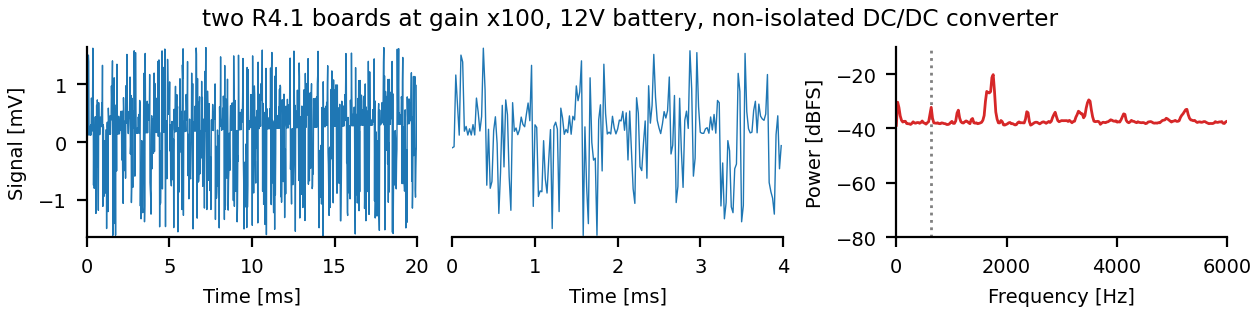 two R4.1 boards at gain x100, 12V battery, non-isolated DC/DC converter
Signal [mV]
1
0
−1
0 5 10 15 20
Time [ms]
0 1 2 3 4
Time [ms]
Power [dBFS]
−20
−40
−60
−80
0 2000 4000 6000
Frequency [Hz]